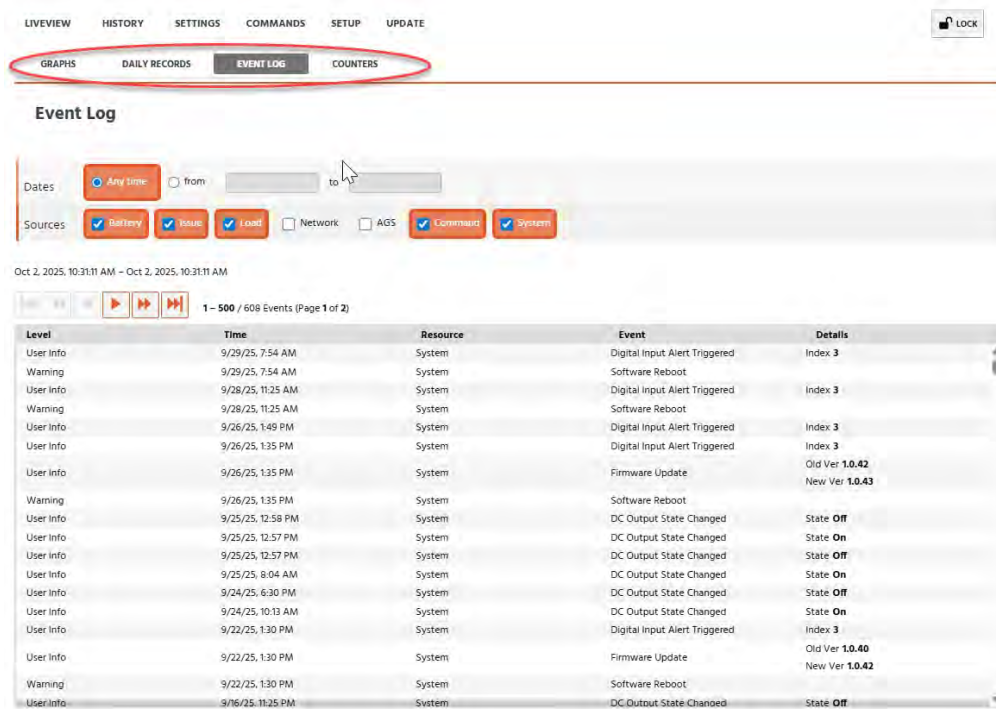 LIVEVIEW HISTORY SETTINGS COMMANDS SETUP UPDATE LOCK
GRAPHS DAILY RECORDS EVENT LOG COUNTERS
Event Log
Dates Any time from to
Sources Battery Issue Load Network AGS Command System
Oct 2, 2025, 10:31:11 AM – Oct 2, 2025, 10:31:11 AM
1 – 500 / 608 Events (Page 1 of 2)
Level Time Resource Event Details
User Info 9/29/25, 7:54 AM System Digital Input Alert Triggered Index 3
Warning 9/29/25, 7:54 AM System Software Reboot
User Info 9/28/25, 11:25 AM System Digital Input Alert Triggered Index 3
Warning 9/28/25, 11:25 AM System Software Reboot
User Info 9/26/25, 1:49 PM System Digital Input Alert Triggered Index 3
User Info 9/26/25, 1:35 PM System Digital Input Alert Triggered Index 3
User Info 9/26/25, 1:35 PM System Firmware Update Old Ver 1.0.42
New Ver 1.0.43
Warning 9/26/25, 1:35 PM System Software Reboot
User Info 9/25/25, 12:58 PM System DC Output State Changed State Off
User Info 9/25/25, 12:57 PM System DC Output State Changed State On
User Info 9/25/25, 12:57 PM System DC Output State Changed State Off
User Info 9/25/25, 8:04 AM System DC Output State Changed State On
User Info 9/24/25, 6:30 PM System DC Output State Changed State Off
User Info 9/24/25, 10:13 AM System DC Output State Changed State On
User Info 9/22/25, 1:30 PM System Digital Input Alert Triggered Index 3
User Info 9/22/25, 1:30 PM System Firmware Update Old Ver 1.0.40
New Ver 1.0.42
Warning 9/22/25, 1:30 PM System Software Reboot
User Info 9/16/25, 11:25 PM System DC Output State Changed State Off